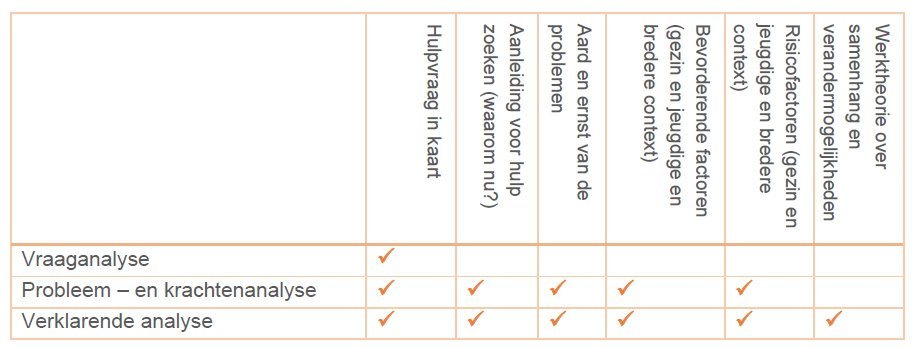 Hulpvraag in kaart
Aanleiding voor hulp
zoeken (waarom nu?)
Aard en ernst van de
problemen
Bevorderende factoren
(gezin en jeugdige en
bredere context)
Risicofactoren (gezin en
jeugdige en bredere
context)
Werktheorie over
samenhang en
verandermogelijkheden
Vraaganalyse ✓
Probleem – en krachtenanalyse ✓ ✓ ✓ ✓ ✓
Verklarende analyse ✓ ✓ ✓ ✓ ✓ ✓